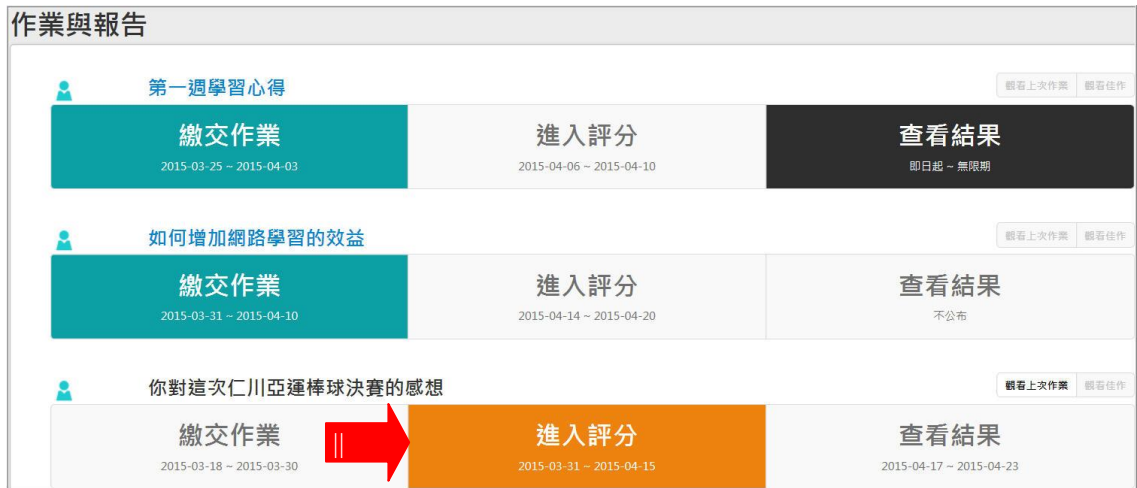 作業與報告
第一週學習心得
觀看上次作業 觀看佳作
繳交作業 進入評分 查看結果
2015-03-25 ~ 2015-04-03 2015-04-06 ~ 2015-04-10 即日起 ~ 無限期
如何增加網路學習的效益
觀看上次作業 觀看佳作
繳交作業 進入評分 查看結果
2015-03-31 ~ 2015-04-10 2015-04-14 ~ 2015-04-20 不公布
你對這次仁川亞運棒球決賽的感想
觀看上次作業 觀看佳作
繳交作業 進入評分 查看結果
2015-03-18 ~ 2015-03-30 2015-03-31 ~ 2015-04-15 2015-04-17 ~ 2015-04-23